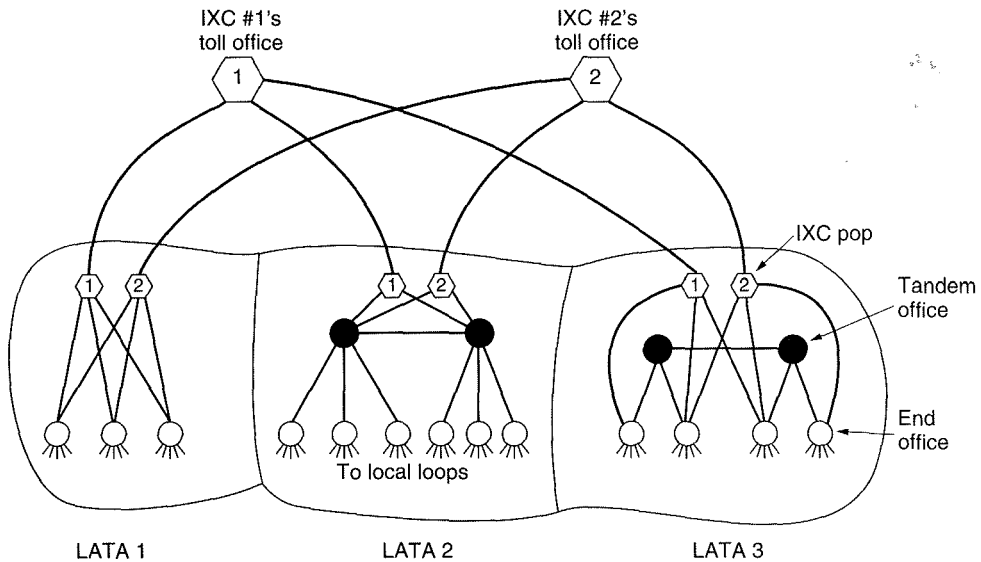 IXC #1's
toll office
IXC #2's
toll office
1
2
IXC pop
1
2
1
2
1
2
Tandem
office
End
office
To local loops
LATA 1
LATA 2
LATA 3